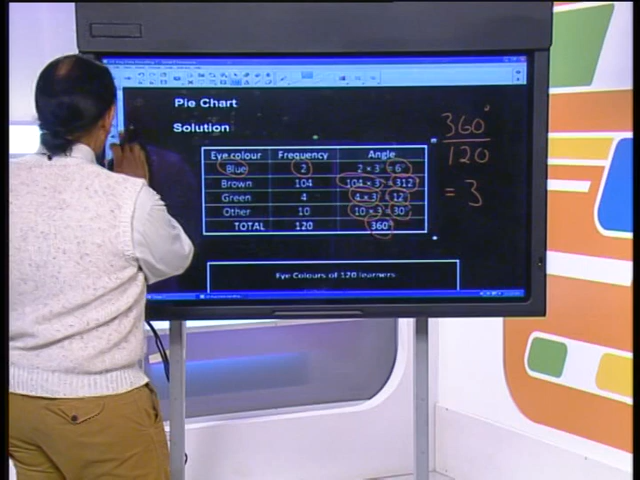 Pie Chart
Solution
Eye colour Frequency Angle
Blue 2 2 × 3° = 6°
Brown 104 104 × 3° = 312
Green 4 4 × 3 12
Other 10 10 × 3 30°
TOTAL 120 360°
Eye Colours of 120 learners
360°
120
= 3